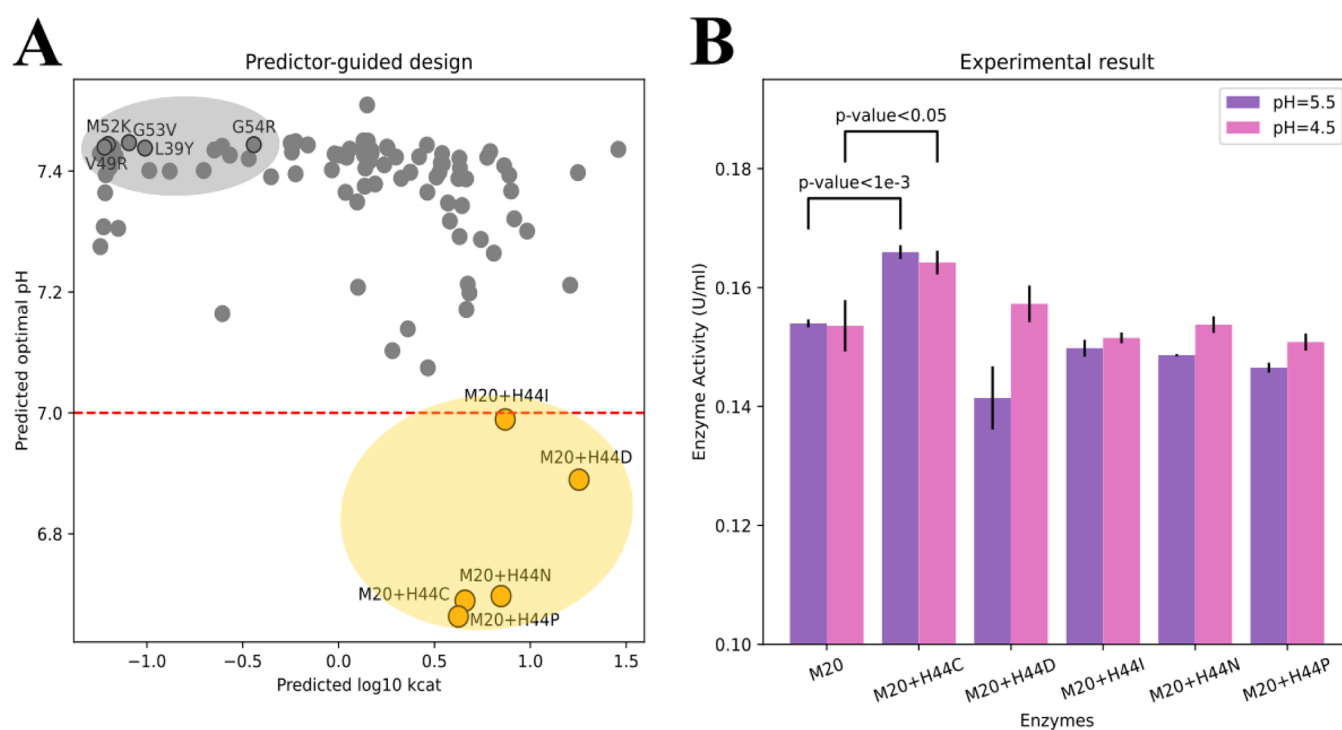 A
Predictor-guided design
M52K
G53V
G54R
L39Y
V49R
7.4
7.2
7.0
6.8
Predicted optimal pH
M20+H44I
M20+H44D
M20+H44N
M20+H44C
M20+H44P
−1.0
−0.5
0.0
0.5
1.0
1.5
Predicted log10 kcat
B
Experimental result
pH=5.5
pH=4.5
p-value<0.05
p-value<1e-3
0.18
0.16
0.14
0.12
0.10
Enzyme Activity (U/ml)
M20
M20+H44C
M20+H44D
M20+H44I
M20+H44N
M20+H44P
Enzymes